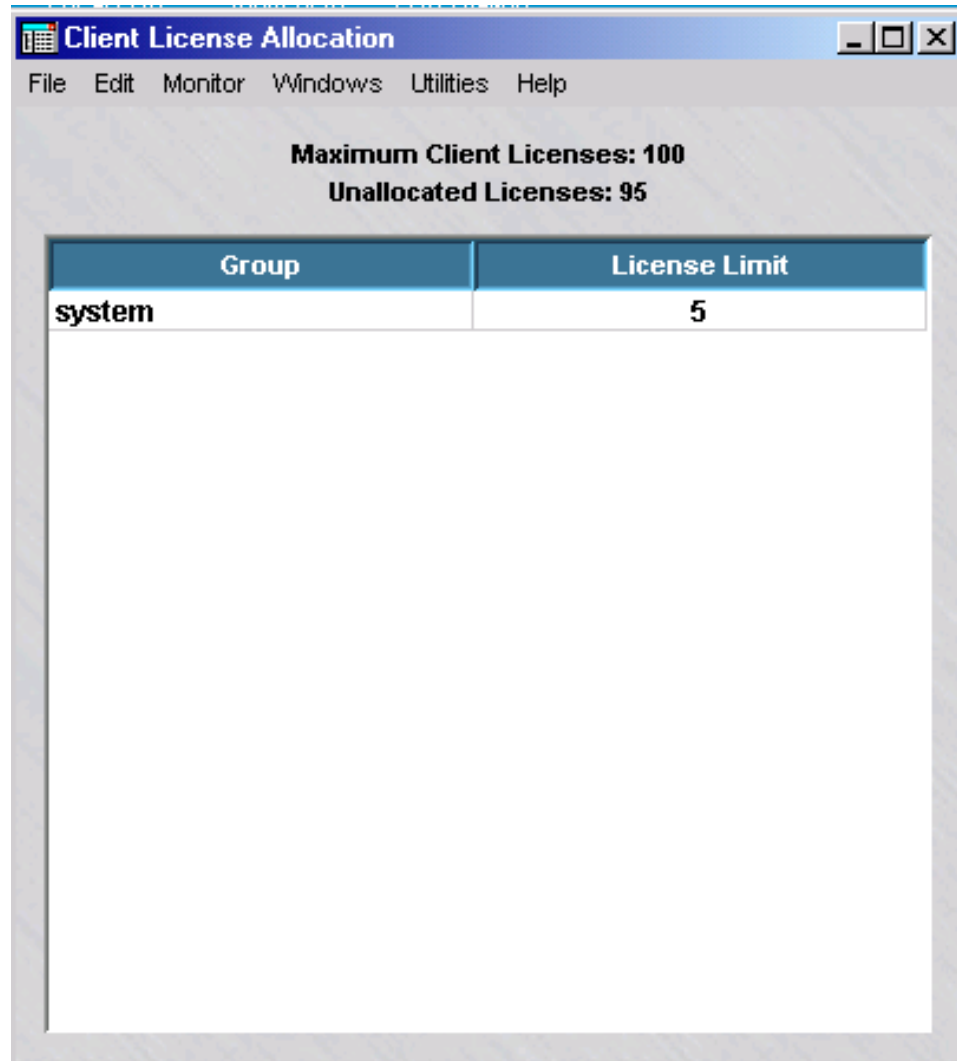 Client License Allocation
File Edit Monitor Windows Utilities Help
Maximum Client Licenses: 100
Unallocated Licenses: 95
Group License Limit
system 5